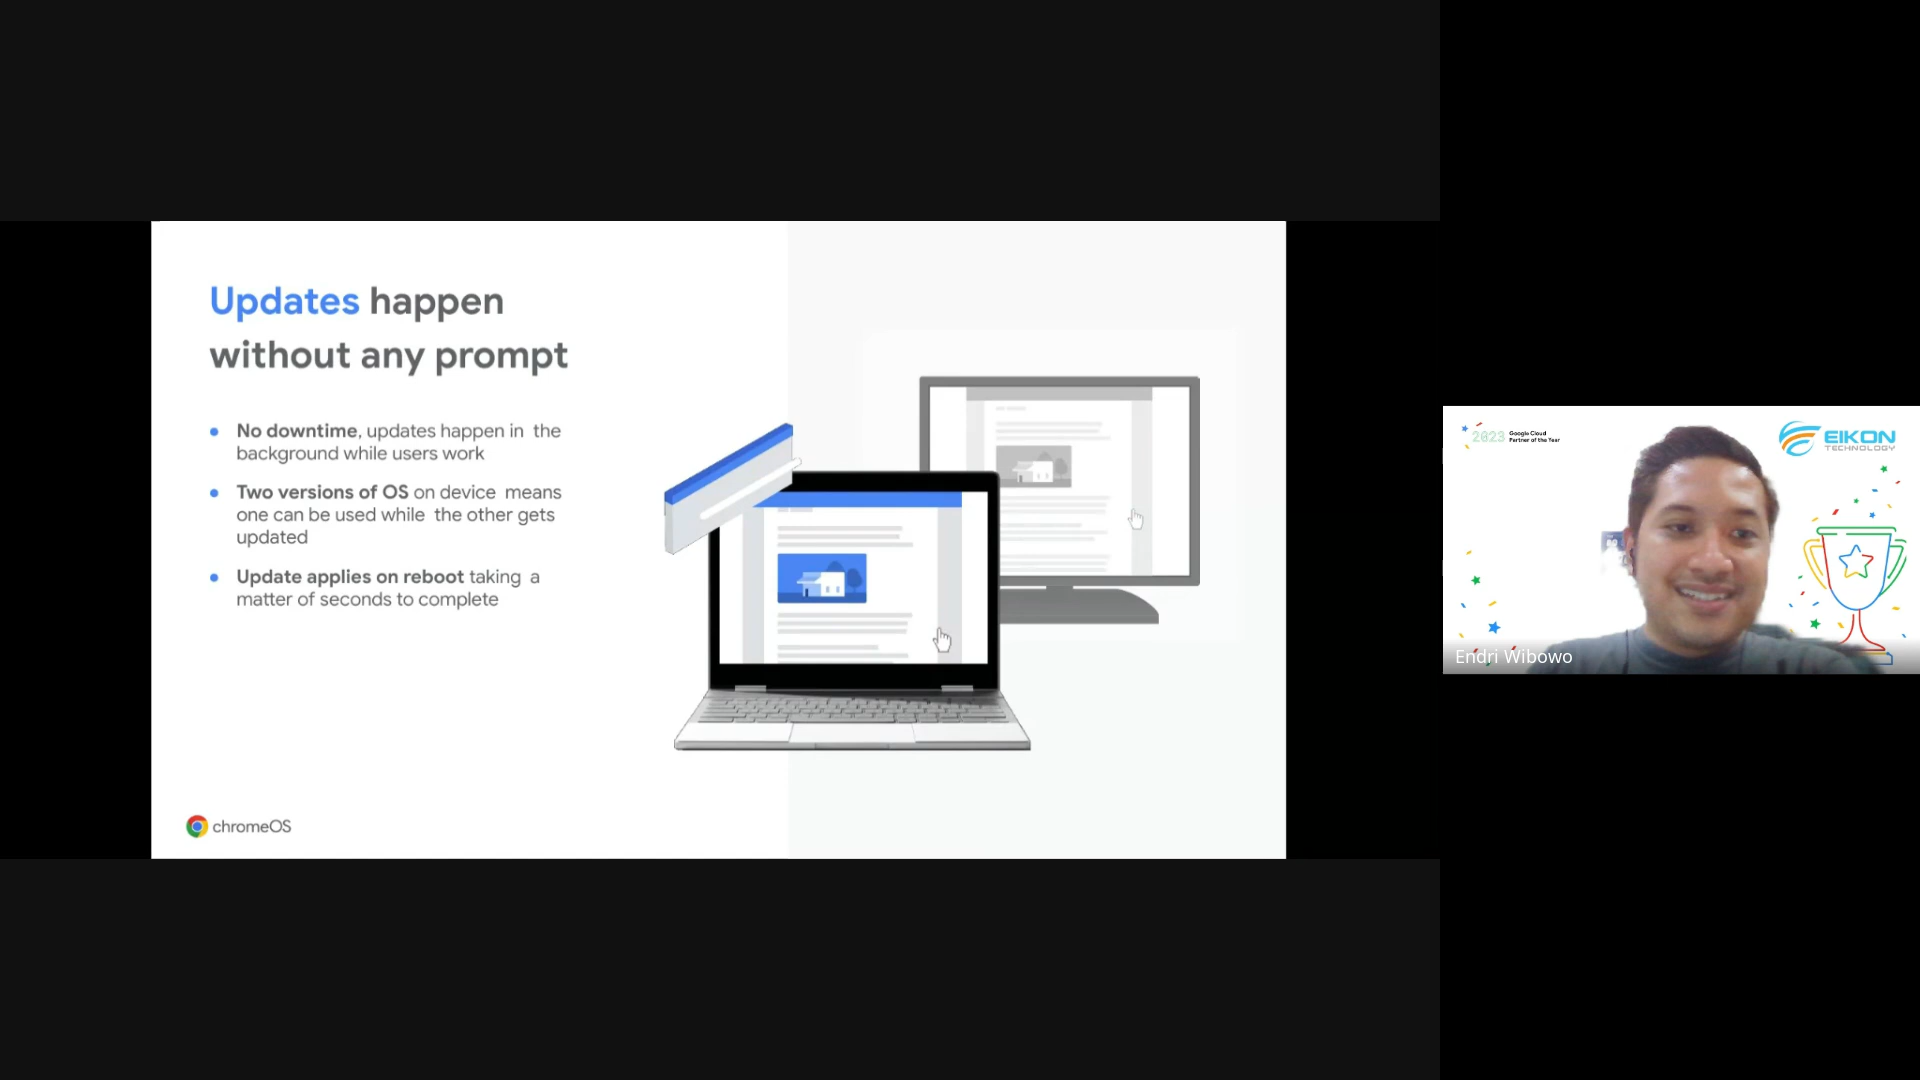 Updates happen
without any prompt
No downtime, updates happen in the
background while users work
Two versions of OS on device means
one can be used while the other gets
updated
Update applies on reboot taking a
matter of seconds to complete
chromeOS
2023 Google Cloud
Partner of the Year
EIKON
TECHNOLOGY
Endri Wibowo